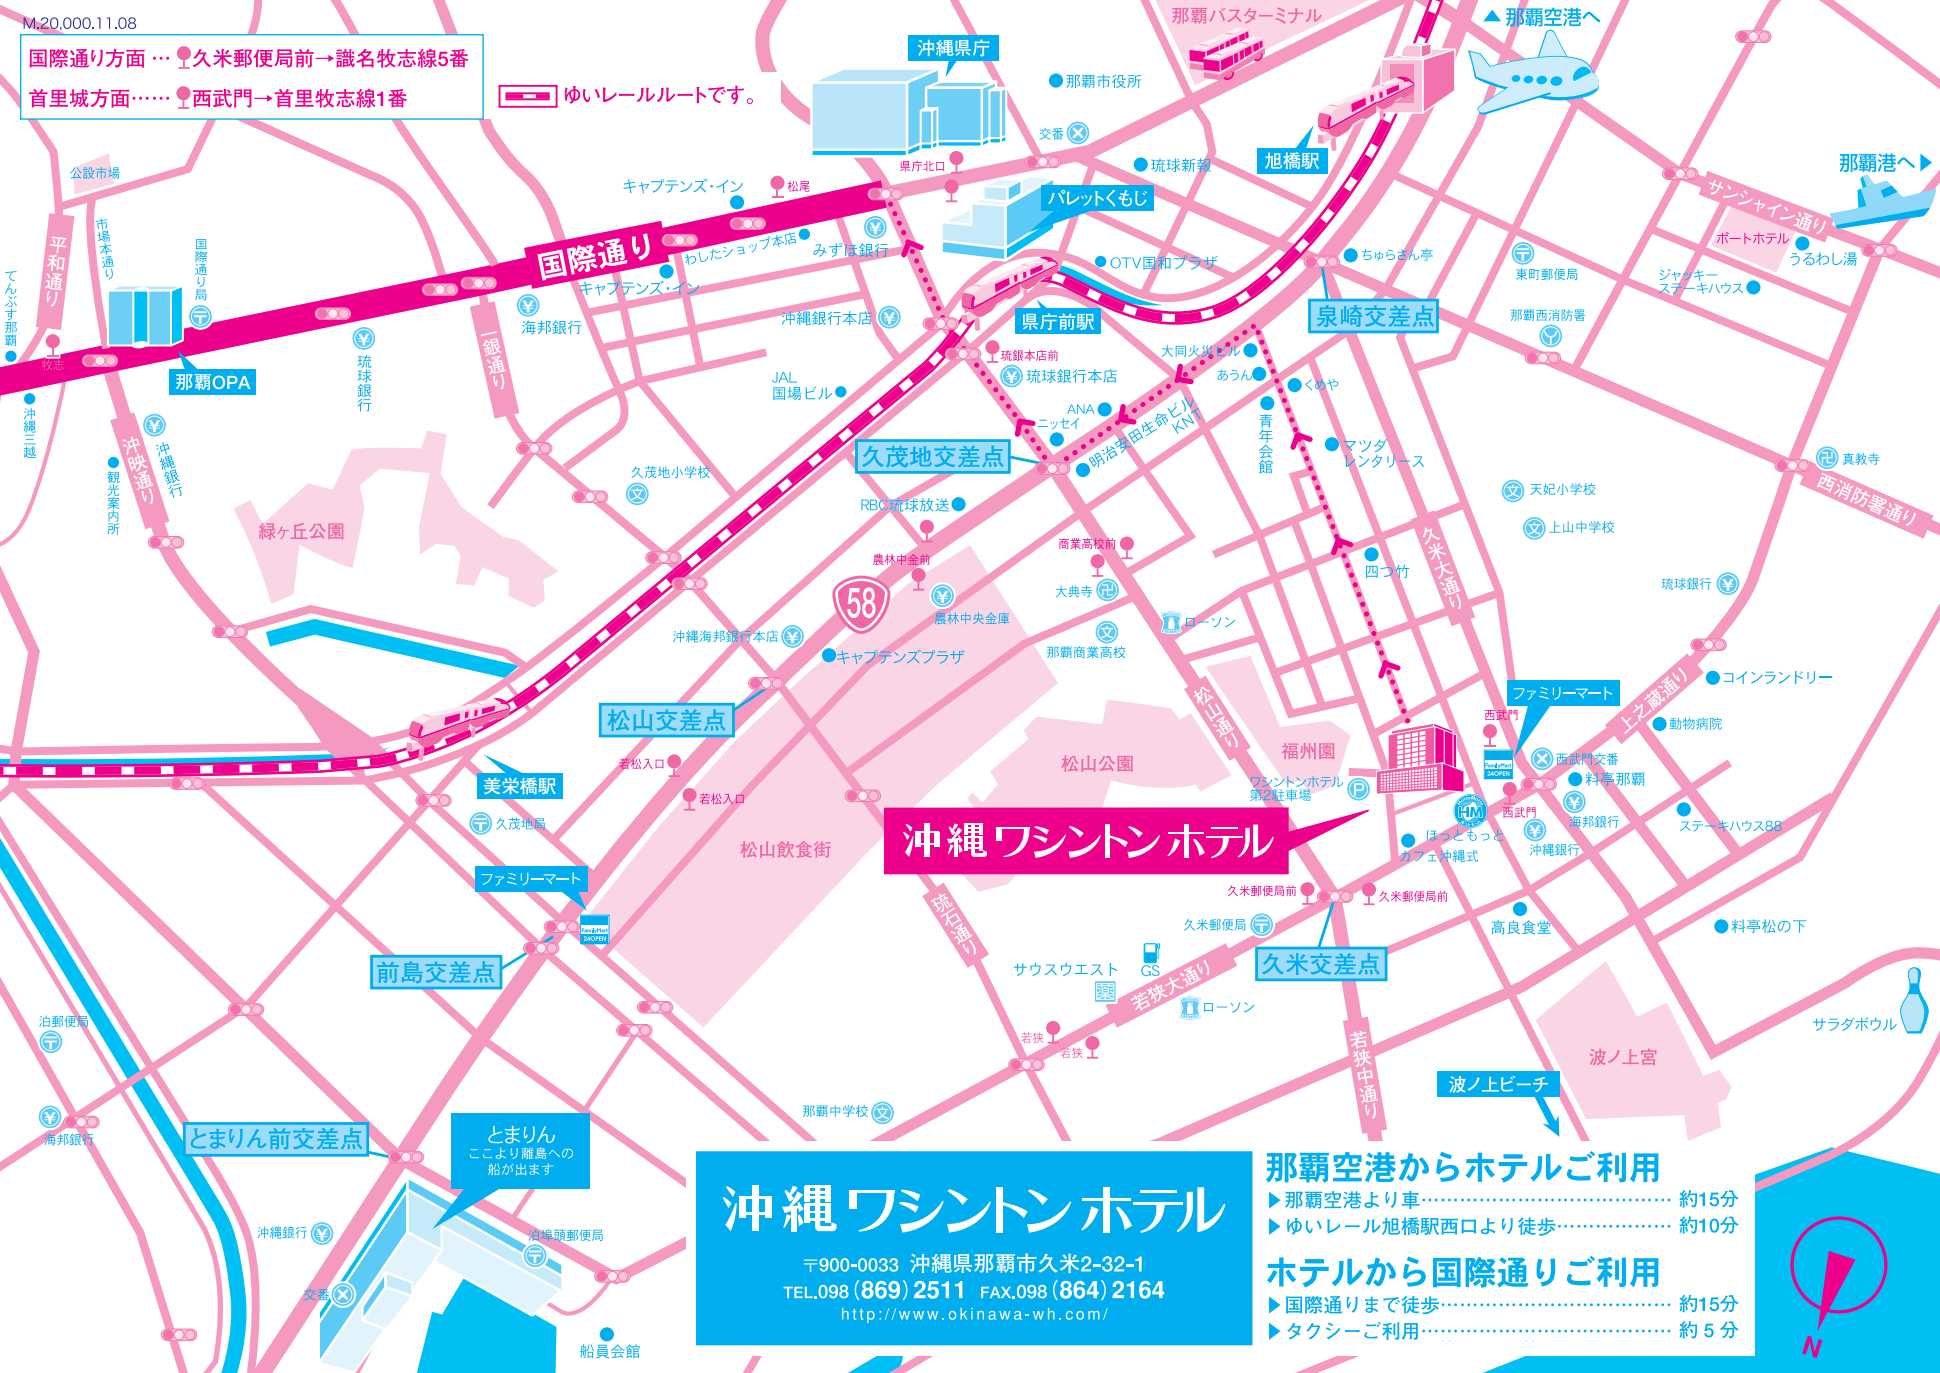 M.20,000.11.08
国際通り方面 … 久米郵便局前→識名牧志線5番
首里城方面…… 西武門→首里牧志線1番
ゆいレールルートです。
沖縄県庁
那覇バスターミナル
▲那覇空港へ
那覇市役所
交番
県庁北口
琉球新報
旭橋駅
那覇港へ▶
公設市場
キャプテンズ・イン
松尾
パレットくもじ
サンシャイン通り
平和通り
市場本通り
国際通り局
国際通り
わしたショップ本店
みずほ銀行
キャプテンズ・イン
OTV国和プラザ
ちゅらさん亭
東町郵便局
ポートホテル
うるわし湯
ジャッキー
ステーキハウス
てんぶす那覇
牧志
那覇OPA
琉球銀行
海邦銀行
一銀通り
沖縄銀行本店
県庁前駅
泉崎交差点
那覇西消防署
琉銀本店前
琉球銀行本店
大同火災ビル
あうん
くめや
JAL
国場ビル
沖縄三越
沖映通り
沖縄銀行
観光案内所
ANA
ニッセイ
明治安田生命ビル
KNT
青年会館
マツダ
レンタリース
久茂地交差点
久茂地小学校
RBC琉球放送
緑ヶ丘公園
真教寺
西消防署通り
天妃小学校
上山中学校
久米大通り
四つ竹
商業高校前
農林中金前
58
農林中央金庫
大典寺
ローソン
那覇商業高校
琉球銀行
沖縄海邦銀行本店
キャプテンズプラザ
松山交差点
松山通り
コインランドリー
ファミリーマート
上之蔵通り
動物病院
西武門
西武門交番
料亭那覇
FamilyMart
24OPEN
福州園
松山公園
若松入口
若松入口
美栄橋駅
久茂地局
ワシントンホテル
第2駐車場
西武門
HM
海邦銀行
ほっともっと
カフェ沖縄式
沖縄銀行
ステーキハウス88
沖縄ワシントンホテル
松山飲食街
ファミリーマート
FamilyMart
24OPEN
琉石通り
久米郵便局前
久米郵便局前
久米郵便局
高良食堂
料亭松の下
前島交差点
久米交差点
サウスウエスト
薬
GS
若狭大通り
ローソン
泊郵便局
若狭
若狭
若狭中通り
サラダボウル
波ノ上宮
波ノ上ビーチ
海邦銀行
那覇中学校
とまりん前交差点
とまりん
ここより離島への
船が出ます
沖縄銀行
泊埠頭郵便局
交番
船員会館
沖縄ワシントンホテル
〒900-0033 沖縄県那覇市久米2-32-1
TEL.098(869)2511 FAX.098(864)2164
http://www.okinawa-wh.com/
那覇空港からホテルご利用
▶那覇空港より車…………………………… 約15分
▶ゆいレール旭橋駅西口より徒歩…………… 約10分
ホテルから国際通りご利用
▶国際通りまで徒歩………………………… 約15分
▶タクシーご利用…………………………… 約 5 分
N